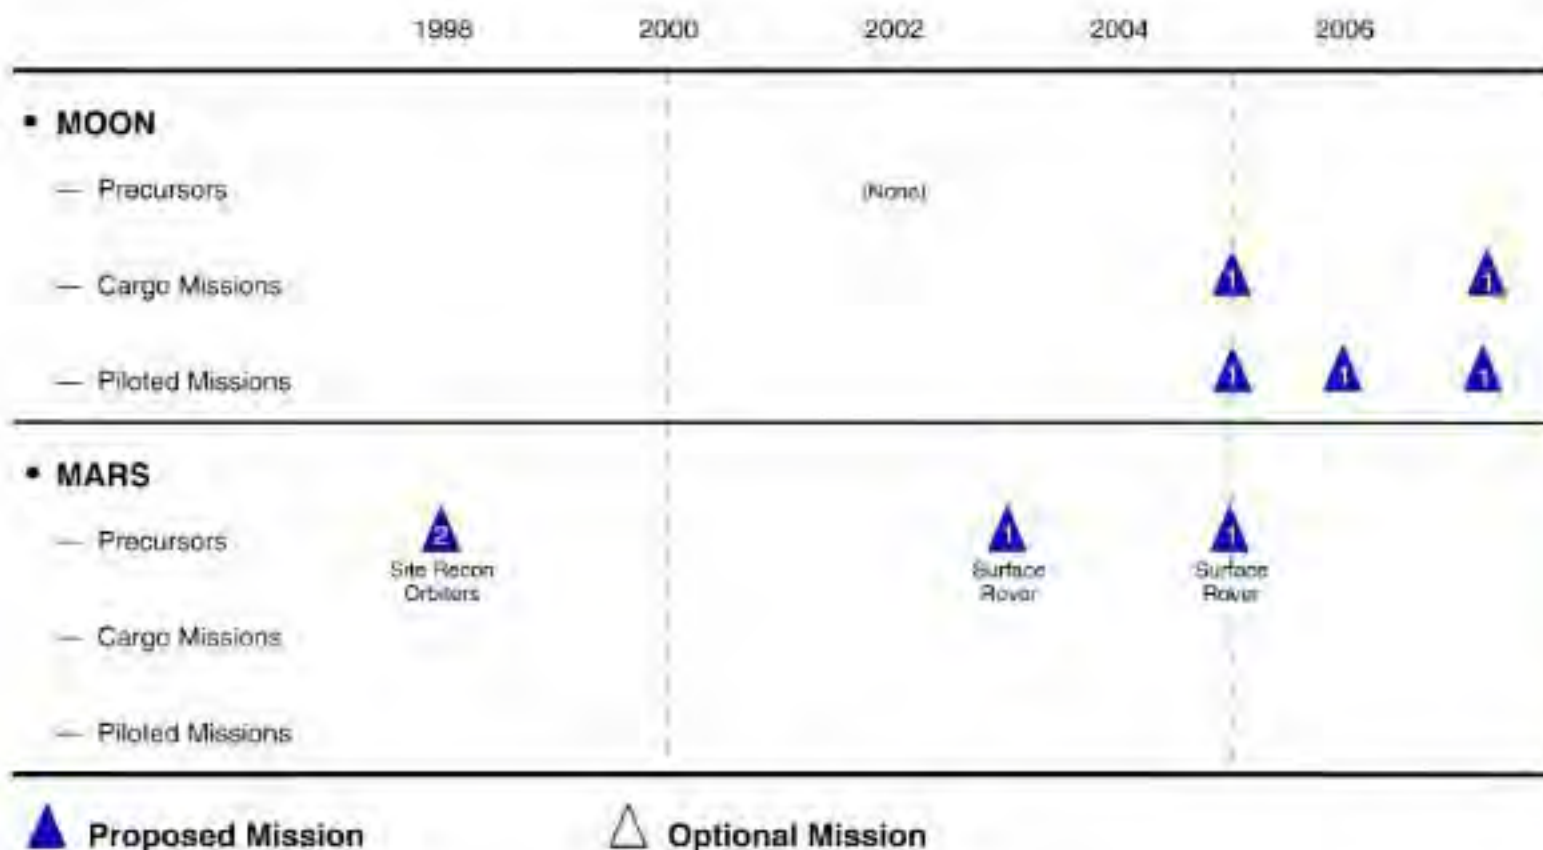 1998 2000 2002 2004 2006
• MOON
— Precursors (None)
— Cargo Missions 1 1
— Piloted Missions 1 1 1
• MARS
— Precursors 2 1 1
Site Recon Surface Surface
Orbiters Rover Rover
— Cargo Missions
— Piloted Missions
Proposed Mission Optional Mission